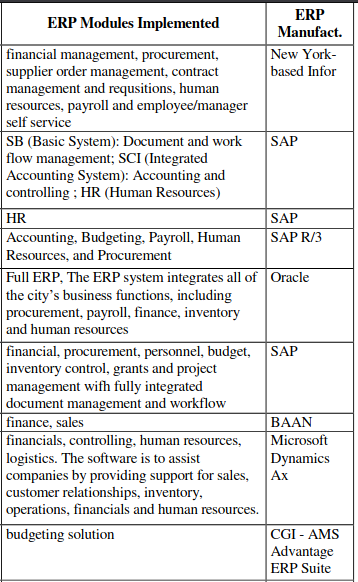 ERP Modules Implemented
ERP
Manufact.
financial management, procurement,
supplier order management, contract
management and requsitions, human
resources, payroll and employee/manager
self service
New York-
based Infor
SB (Basic System): Document and work
flow management; SCI (Integrated
Accounting System): Accounting and
controlling ; HR (Human Resources)
SAP
HR
SAP
Accounting, Budgeting, Payroll, Human
Resources, and Procurement
SAP R/3
Full ERP, The ERP system integrates all of
the city's business functions, including
procurement, payroll, finance, inventory
and human resources
Oracle
financial, procurement, personnel, budget,
inventory control, grants and project
management wifh fully integrated
document management and workflow
SAP
finance, sales
BAAN
financials, controlling, human resources,
logistics. The software is to assist
companies by providing support for sales,
customer relationships, inventory,
operations, financials and human resources.
Microsoft
Dynamics
Ax
budgeting solution
CGI - AMS
Advantage
ERP Suite